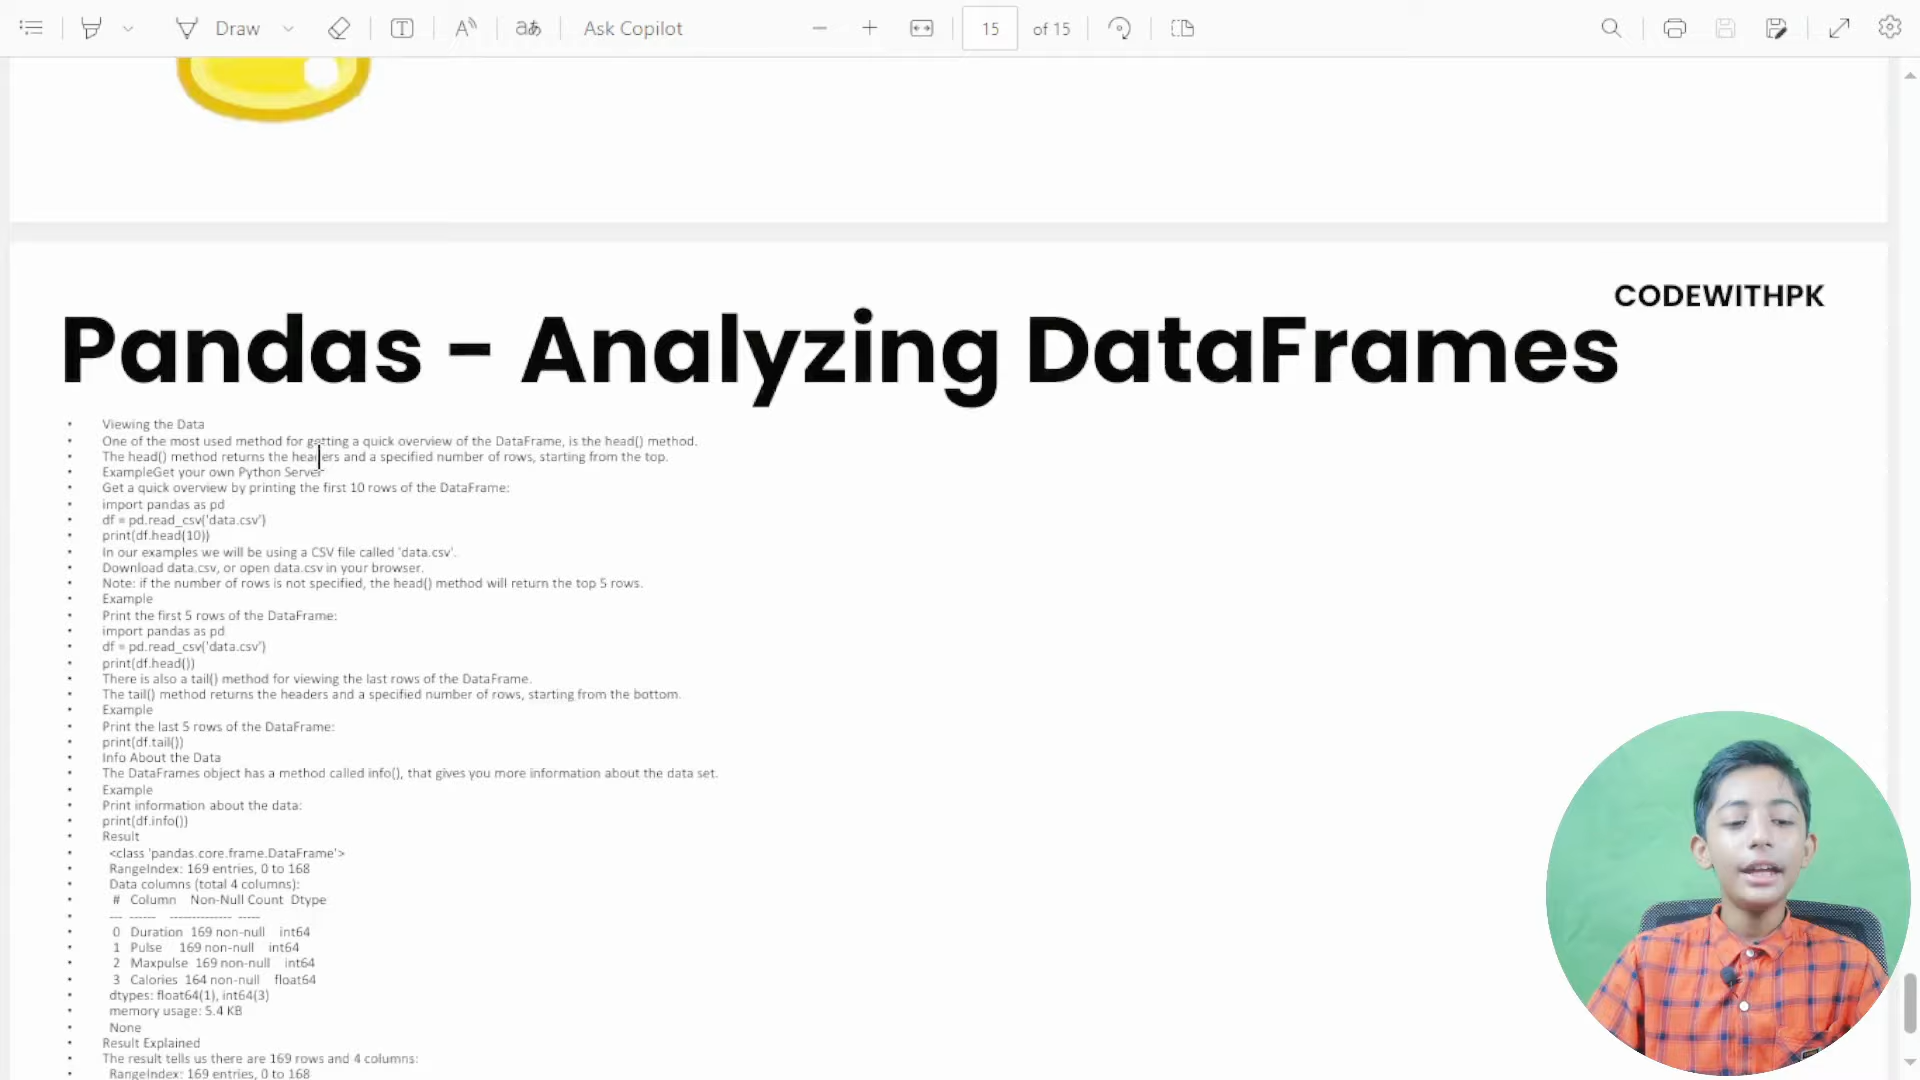 Draw
Ask Copilot
15
of 15
CODEWITHPK
Pandas - Analyzing DataFrames
• Viewing the Data
• One of the most used method for getting a quick overview of the DataFrame, is the head() method.
• The head() method returns the headers and a specified number of rows, starting from the top.
• ExampleGet your own Python Server
• Get a quick overview by printing the first 10 rows of the DataFrame:
• import pandas as pd
• df = pd.read_csv('data.csv')
• print(df.head(10))
• In our examples we will be using a CSV file called 'data.csv'.
• Download data.csv, or open data.csv in your browser.
• Note: if the number of rows is not specified, the head() method will return the top 5 rows.
• Example
• Print the first 5 rows of the DataFrame:
• import pandas as pd
• df = pd.read_csv('data.csv')
• print(df.head())
• There is also a tail() method for viewing the last rows of the DataFrame.
• The tail() method returns the headers and a specified number of rows, starting from the bottom.
• Example
• Print the last 5 rows of the DataFrame:
• print(df.tail())
• Info About the Data
• The DataFrames object has a method called info(), that gives you more information about the data set.
• Example
• Print information about the data:
• print(df.info())
• Result
• <class 'pandas.core.frame.DataFrame'>
• RangeIndex: 169 entries, 0 to 168
• Data columns (total 4 columns):
• # Column Non-Null Count Dtype
• --- ------ -------------- -----
• 0 Duration 169 non-null int64
• 1 Pulse 169 non-null int64
• 2 Maxpulse 169 non-null int64
• 3 Calories 164 non-null float64
• dtypes: float64(1), int64(3)
• memory usage: 5.4 KB
• None
• Result Explained
• The result tells us there are 169 rows and 4 columns:
• RangeIndex: 169 entries, 0 to 168